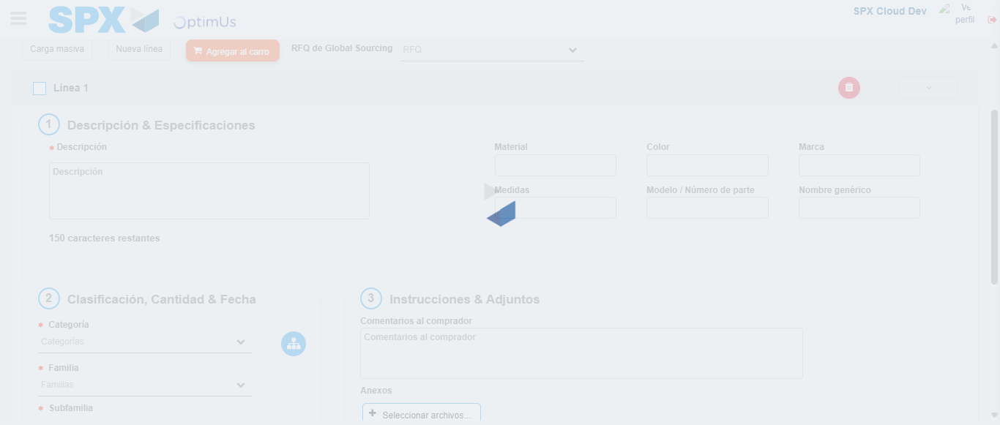 SPX
OptimUs
SPX Cloud Dev
perfil
Carga masiva
Nueva línea
Agregar al carro
RFQ de Global Sourcing
RFQ
Línea 1
1
Descripción & Especificaciones
* Descripción
Descripción
150 caracteres restantes
Material
Color
Marca
Medidas
Modelo / Número de parte
Nombre genérico
2
Clasificación, Cantidad & Fecha
* Categoría
Categorías
* Familia
Familias
* Subfamilia
3
Instrucciones & Adjuntos
Comentarios al comprador
Comentarios al comprador
Anexos
+ Seleccionar archivos...